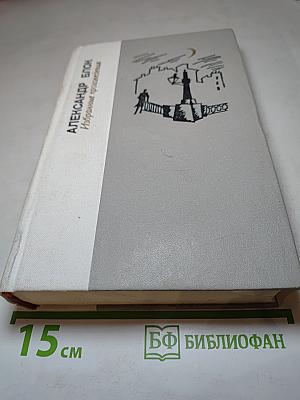 АЛЕКСАНДР БЛОК
Избранные произведения
15 см
БФ БИБЛИОФАН